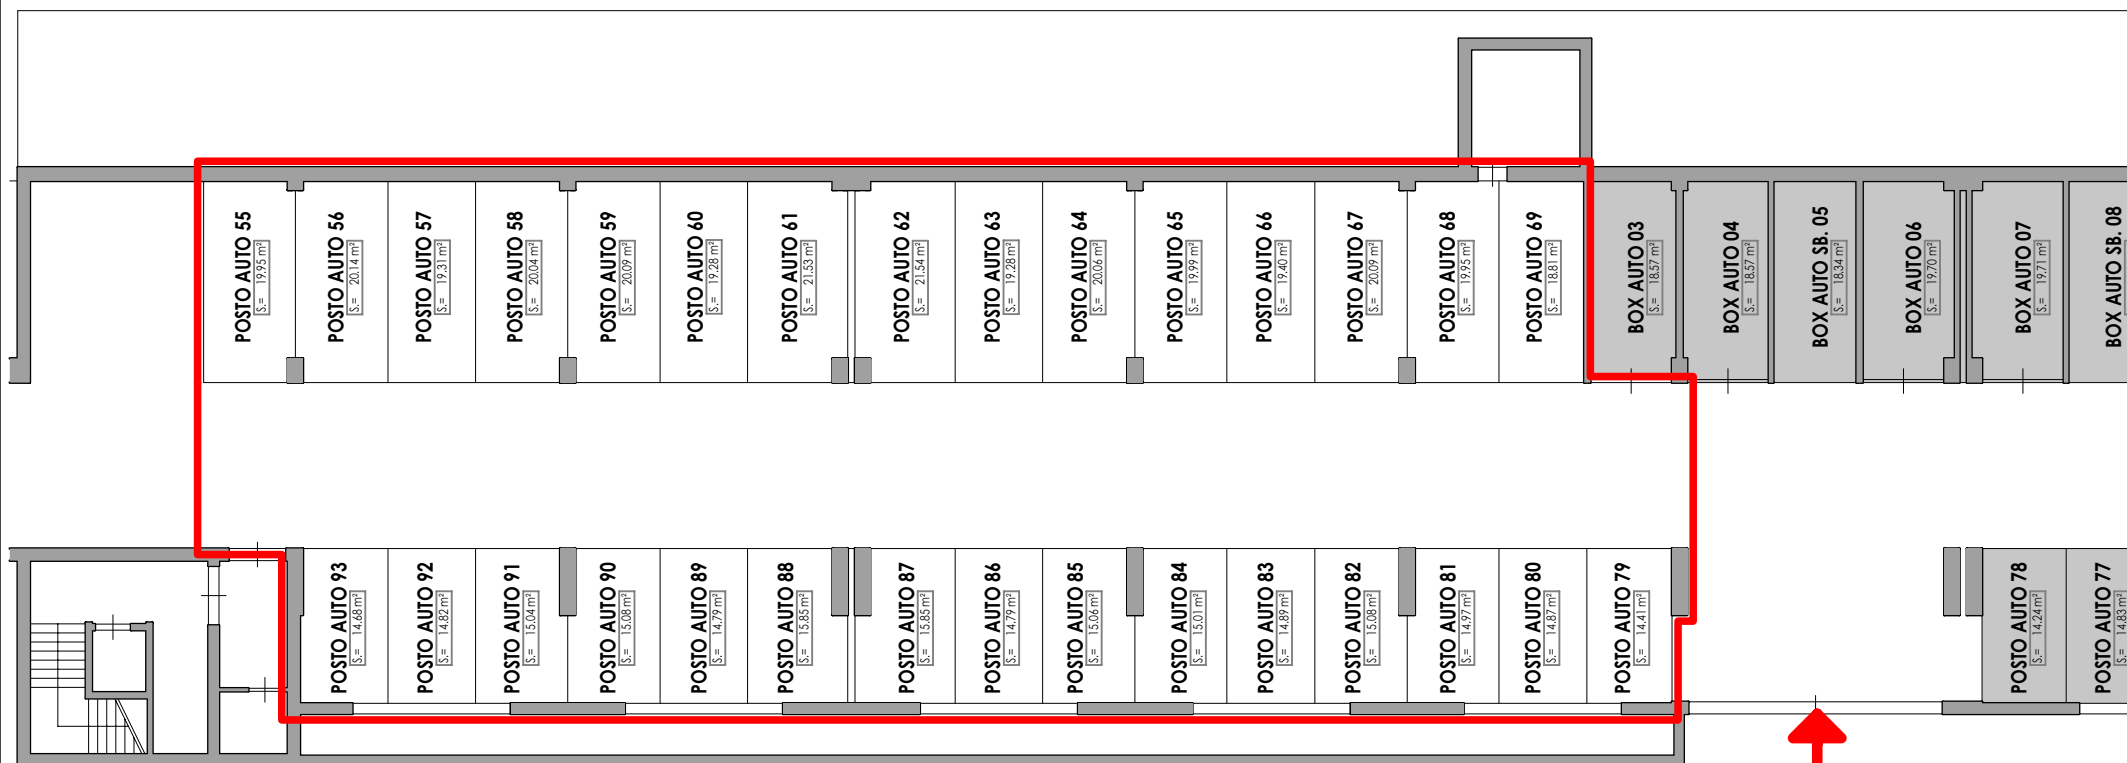 POSTO AUTO 55
S.= 19.95 m²
POSTO AUTO 56
S.= 20.14 m²
POSTO AUTO 57
S.= 19.31 m²
POSTO AUTO 58
S.= 20.04 m²
POSTO AUTO 59
S.= 20.09 m²
POSTO AUTO 60
S.= 19.28 m²
POSTO AUTO 61
S.= 21.53 m²
POSTO AUTO 62
S.= 21.54 m²
POSTO AUTO 63
S.= 19.28 m²
POSTO AUTO 64
S.= 20.06 m²
POSTO AUTO 65
S.= 19.99 m²
POSTO AUTO 66
S.= 19.40 m²
POSTO AUTO 67
S.= 20.09 m²
POSTO AUTO 68
S.= 19.95 m²
POSTO AUTO 69
S.= 18.81 m²
BOX AUTO 03
S.= 18.57 m²
BOX AUTO 04
S.= 18.57 m²
BOX AUTO SB. 05
S.= 18.34 m²
BOX AUTO 06
S.= 19.70 m²
BOX AUTO 07
S.= 19.71 m²
BOX AUTO SB. 08
POSTO AUTO 93
S.= 14.68 m²
POSTO AUTO 92
S.= 14.82 m²
POSTO AUTO 91
S.= 15.04 m²
POSTO AUTO 90
S.= 15.08 m²
POSTO AUTO 89
S.= 14.79 m²
POSTO AUTO 88
S.= 15.85 m²
POSTO AUTO 87
S.= 15.85 m²
POSTO AUTO 86
S.= 14.79 m²
POSTO AUTO 85
S.= 15.06 m²
POSTO AUTO 84
S.= 15.01 m²
POSTO AUTO 83
S.= 14.89 m²
POSTO AUTO 82
S.= 15.08 m²
POSTO AUTO 81
S.= 14.97 m²
POSTO AUTO 80
S.= 14.87 m²
POSTO AUTO 79
S.= 14.41 m²
POSTO AUTO 78
S.= 14.24 m²
POSTO AUTO 77
S.= 14.83 m²